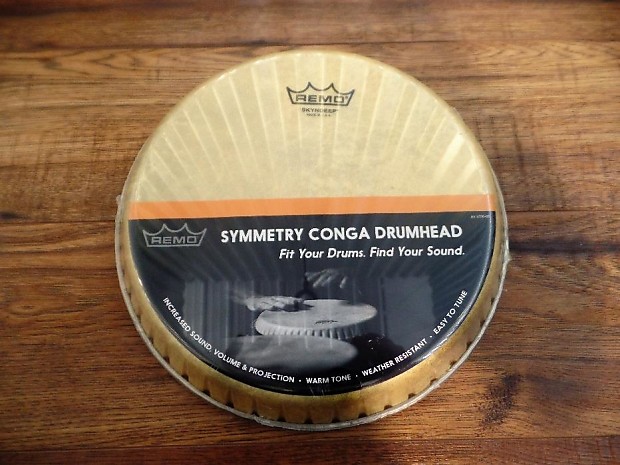 REMO
SKYNDEEP
REMO
SYMMETRY CONGA DRUMHEAD
Fit Your Drums. Find Your Sound.
INCREASED SOUND, VOLUME & PROJECTION • WARM TONE • WEATHER RESISTANT • EASY TO TUNE